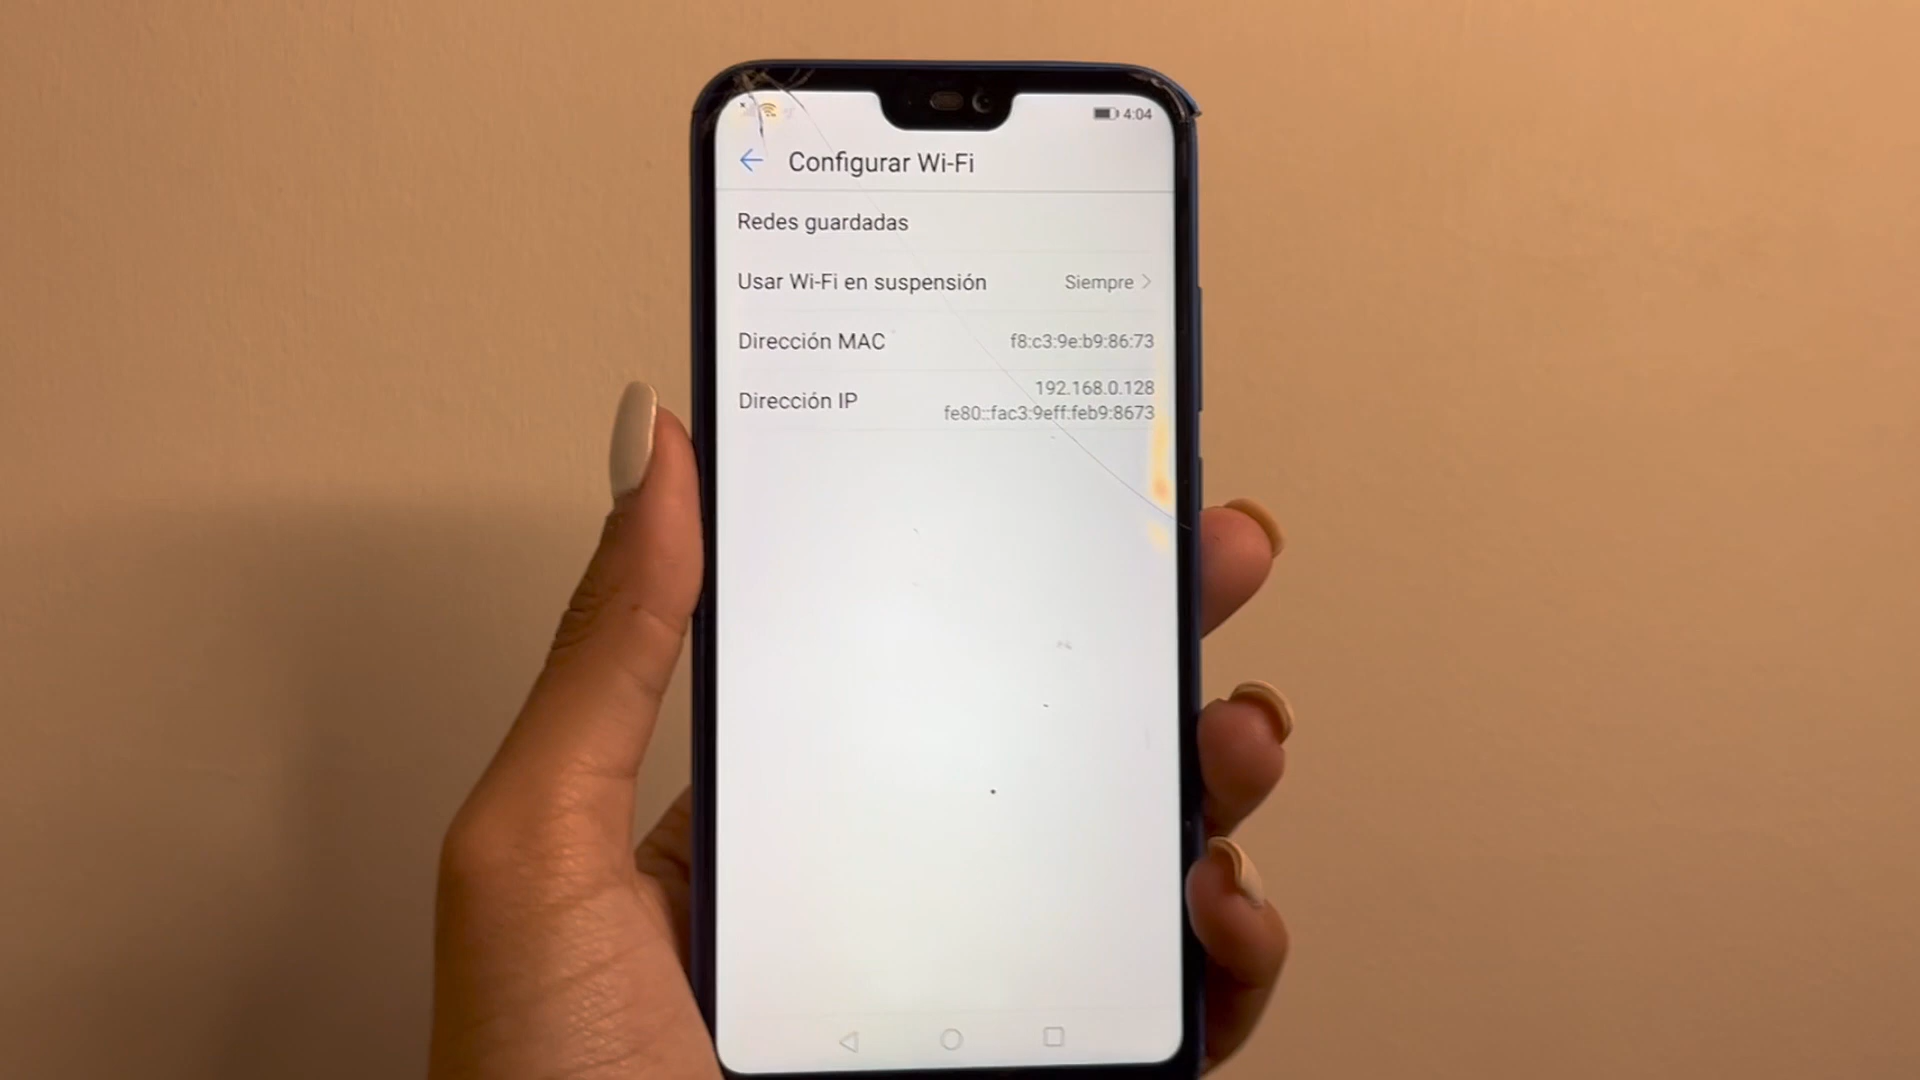 4:04
Configurar Wi-Fi
Redes guardadas
Usar Wi-Fi en suspensión Siempre
Dirección MAC f8:c3:9e:b9:86:73
Dirección IP 192.168.0.128
fe80::fac3:9eff:feb9:8673